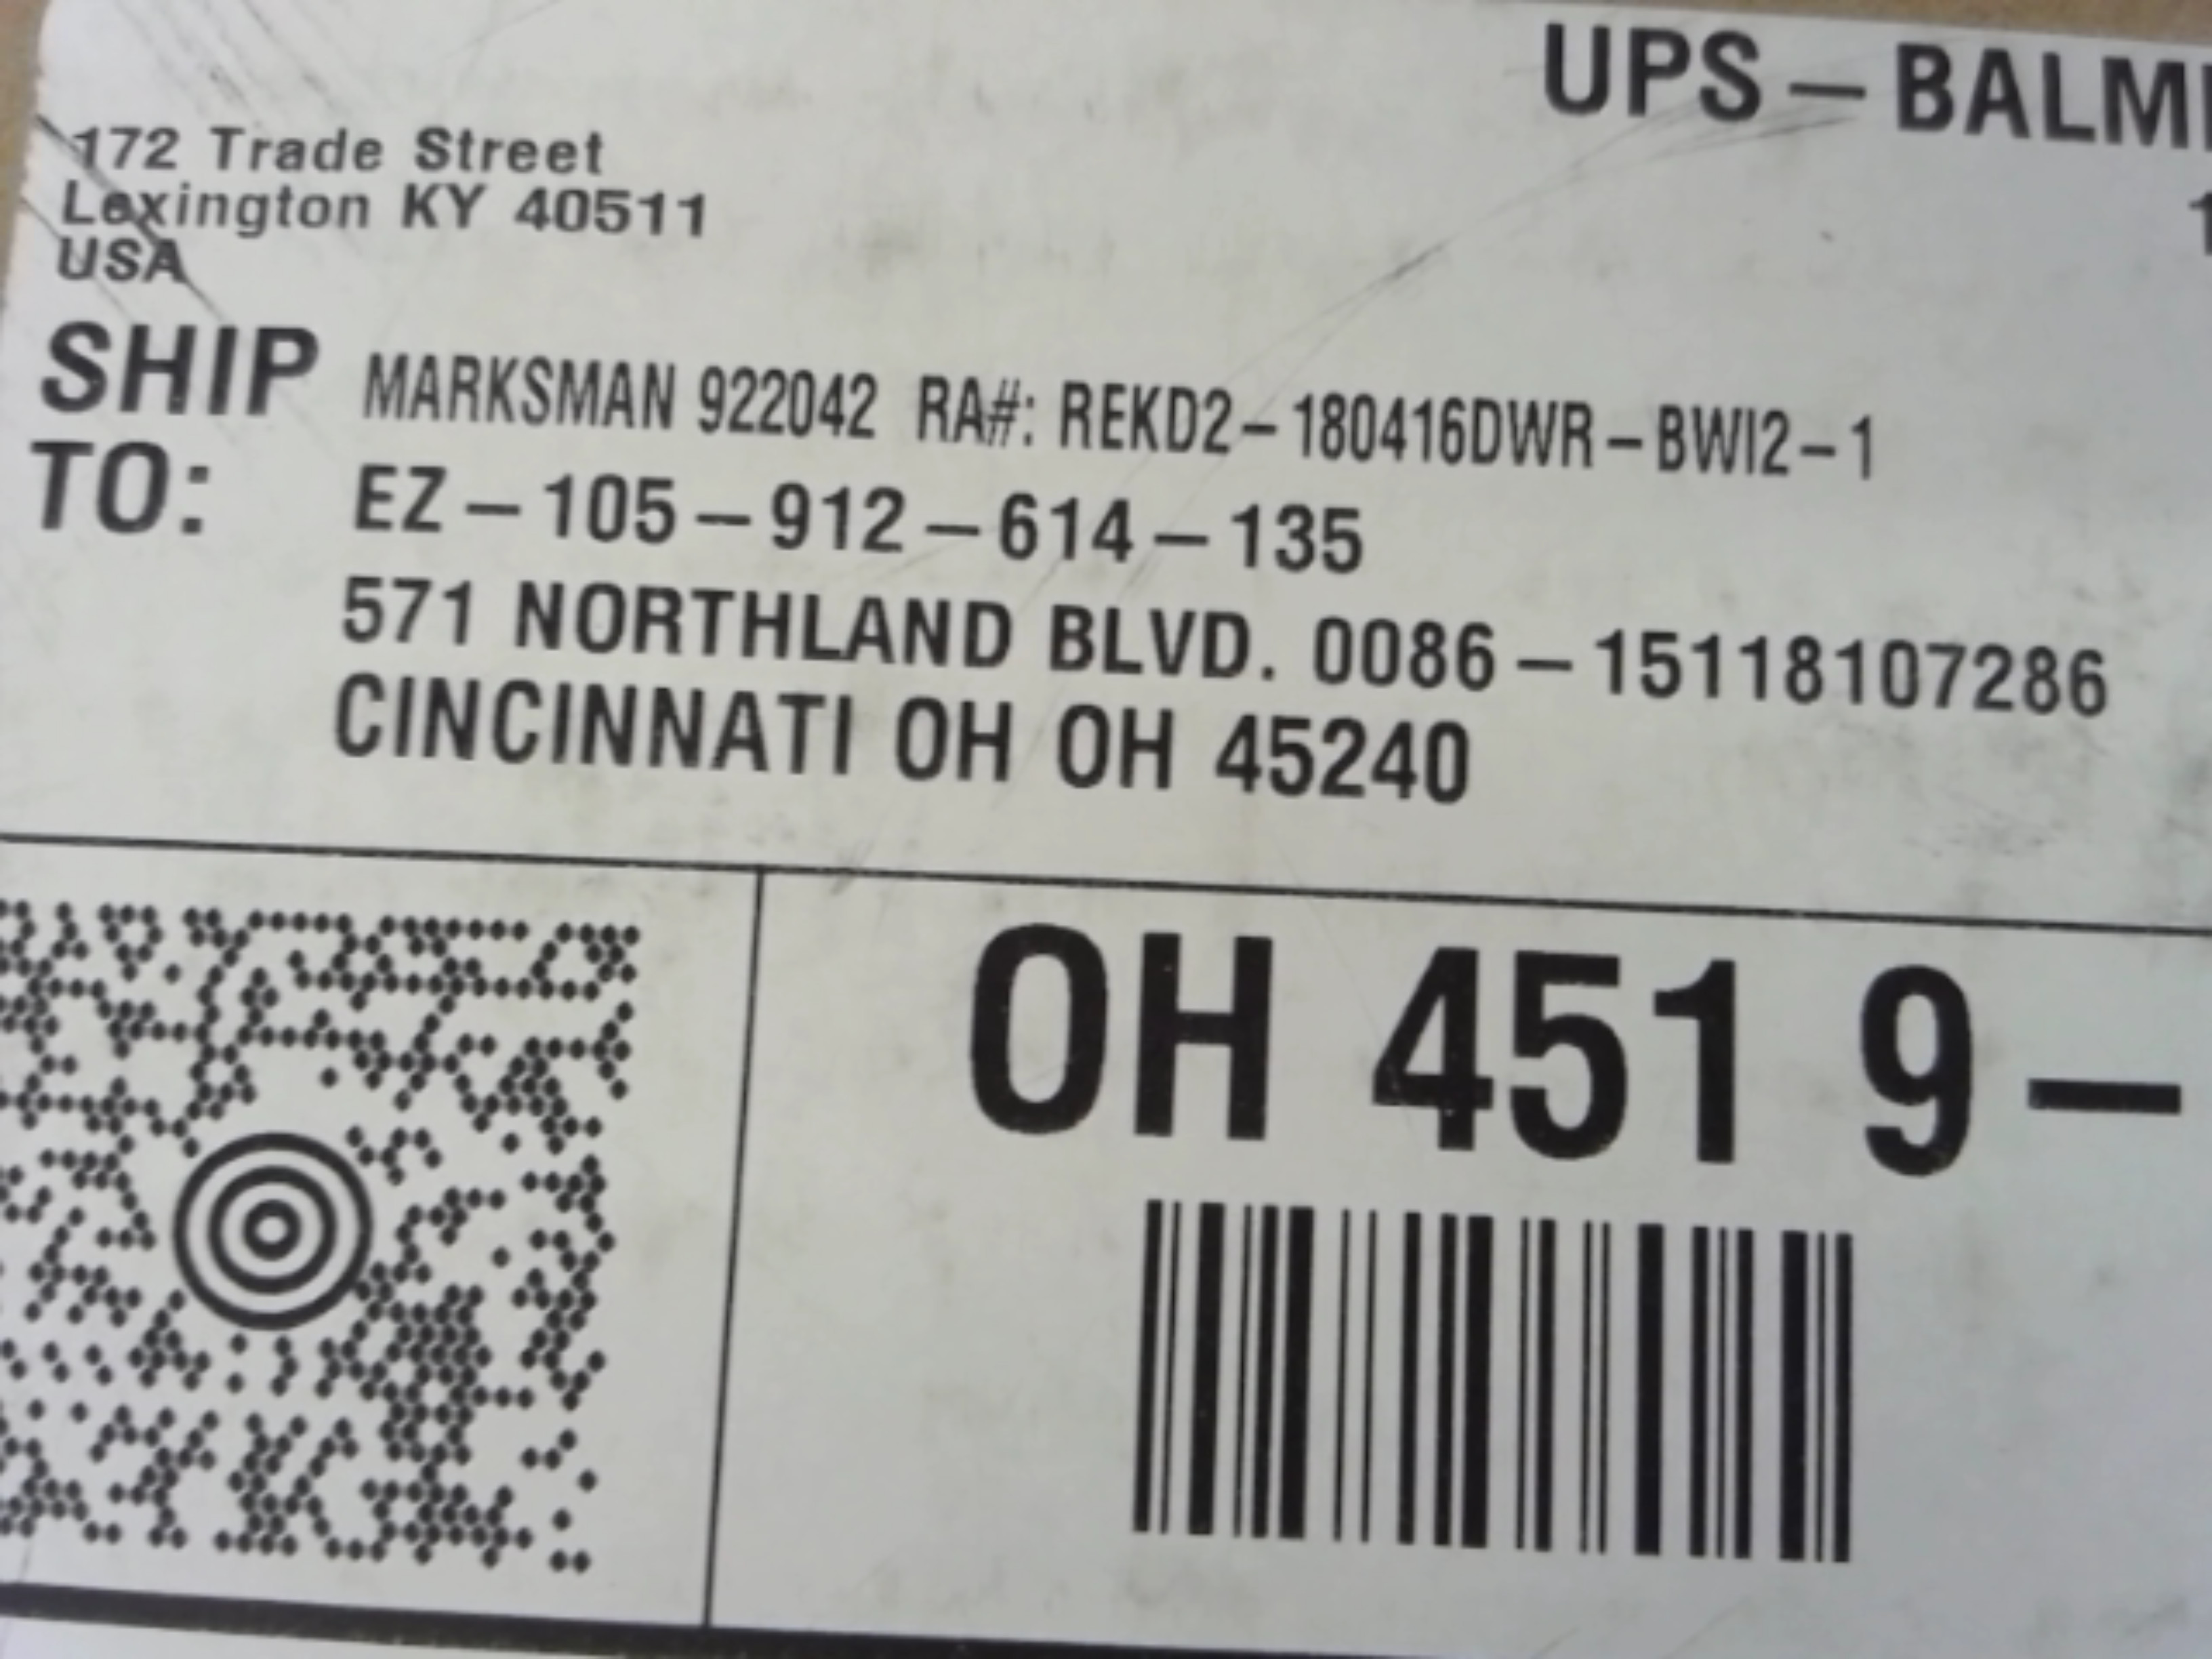 UPS – BALM
172 Trade Street
Lexington KY 40511
USA
SHIP TO:
MARKSMAN 922042 RA#: REKD2–180416DWR–BWI2–1
EZ–105–912–614–135
571 NORTHLAND BLVD. 0086–15118107286
CINCINNATI OH OH 45240
OH 451 9–